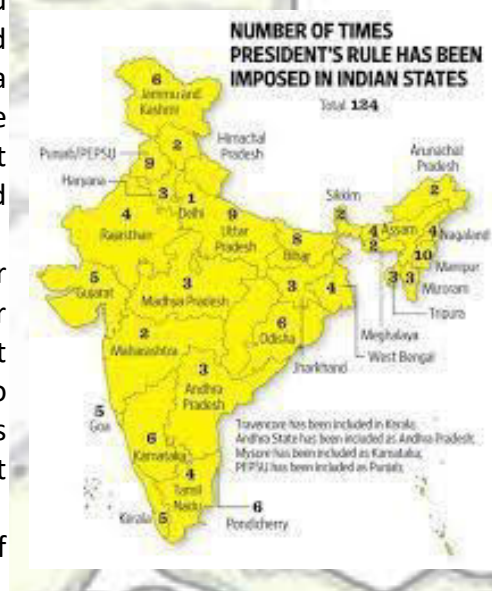 NUMBER OF TIMES
PRESIDENT'S RULE HAS BEEN
IMPOSED IN INDIAN STATES
Total 124
6
Jammu and
Kashmir
2
Himachal
Pradesh
Punjab/PEPSU
9
Haryana
3
1
Delhi
4
Rajasthan
9
Uttar
Pradesh
Sikkim
2
Arunachal
Pradesh
2
4 Assam
4 Nagaland
2
10
Manipur
8
Bihar
3 3
Mizoram
Tripura
Meghalaya
5
Gujarat
3
Madhya Pradesh
3
4
West Bengal
Jharkhand
6
Odisha
2
Maharashtra
3
Andhra
Pradesh
5
Goa
6
Karnataka
4
Tamil
Nadu
Kerala 5
6
Pondicherry
Travencore has been included in Kerala;
Andhra State has been included as Andhra Pradesh;
Mysore has been included as Karnataka;
PEPSU has been included as Punjab;